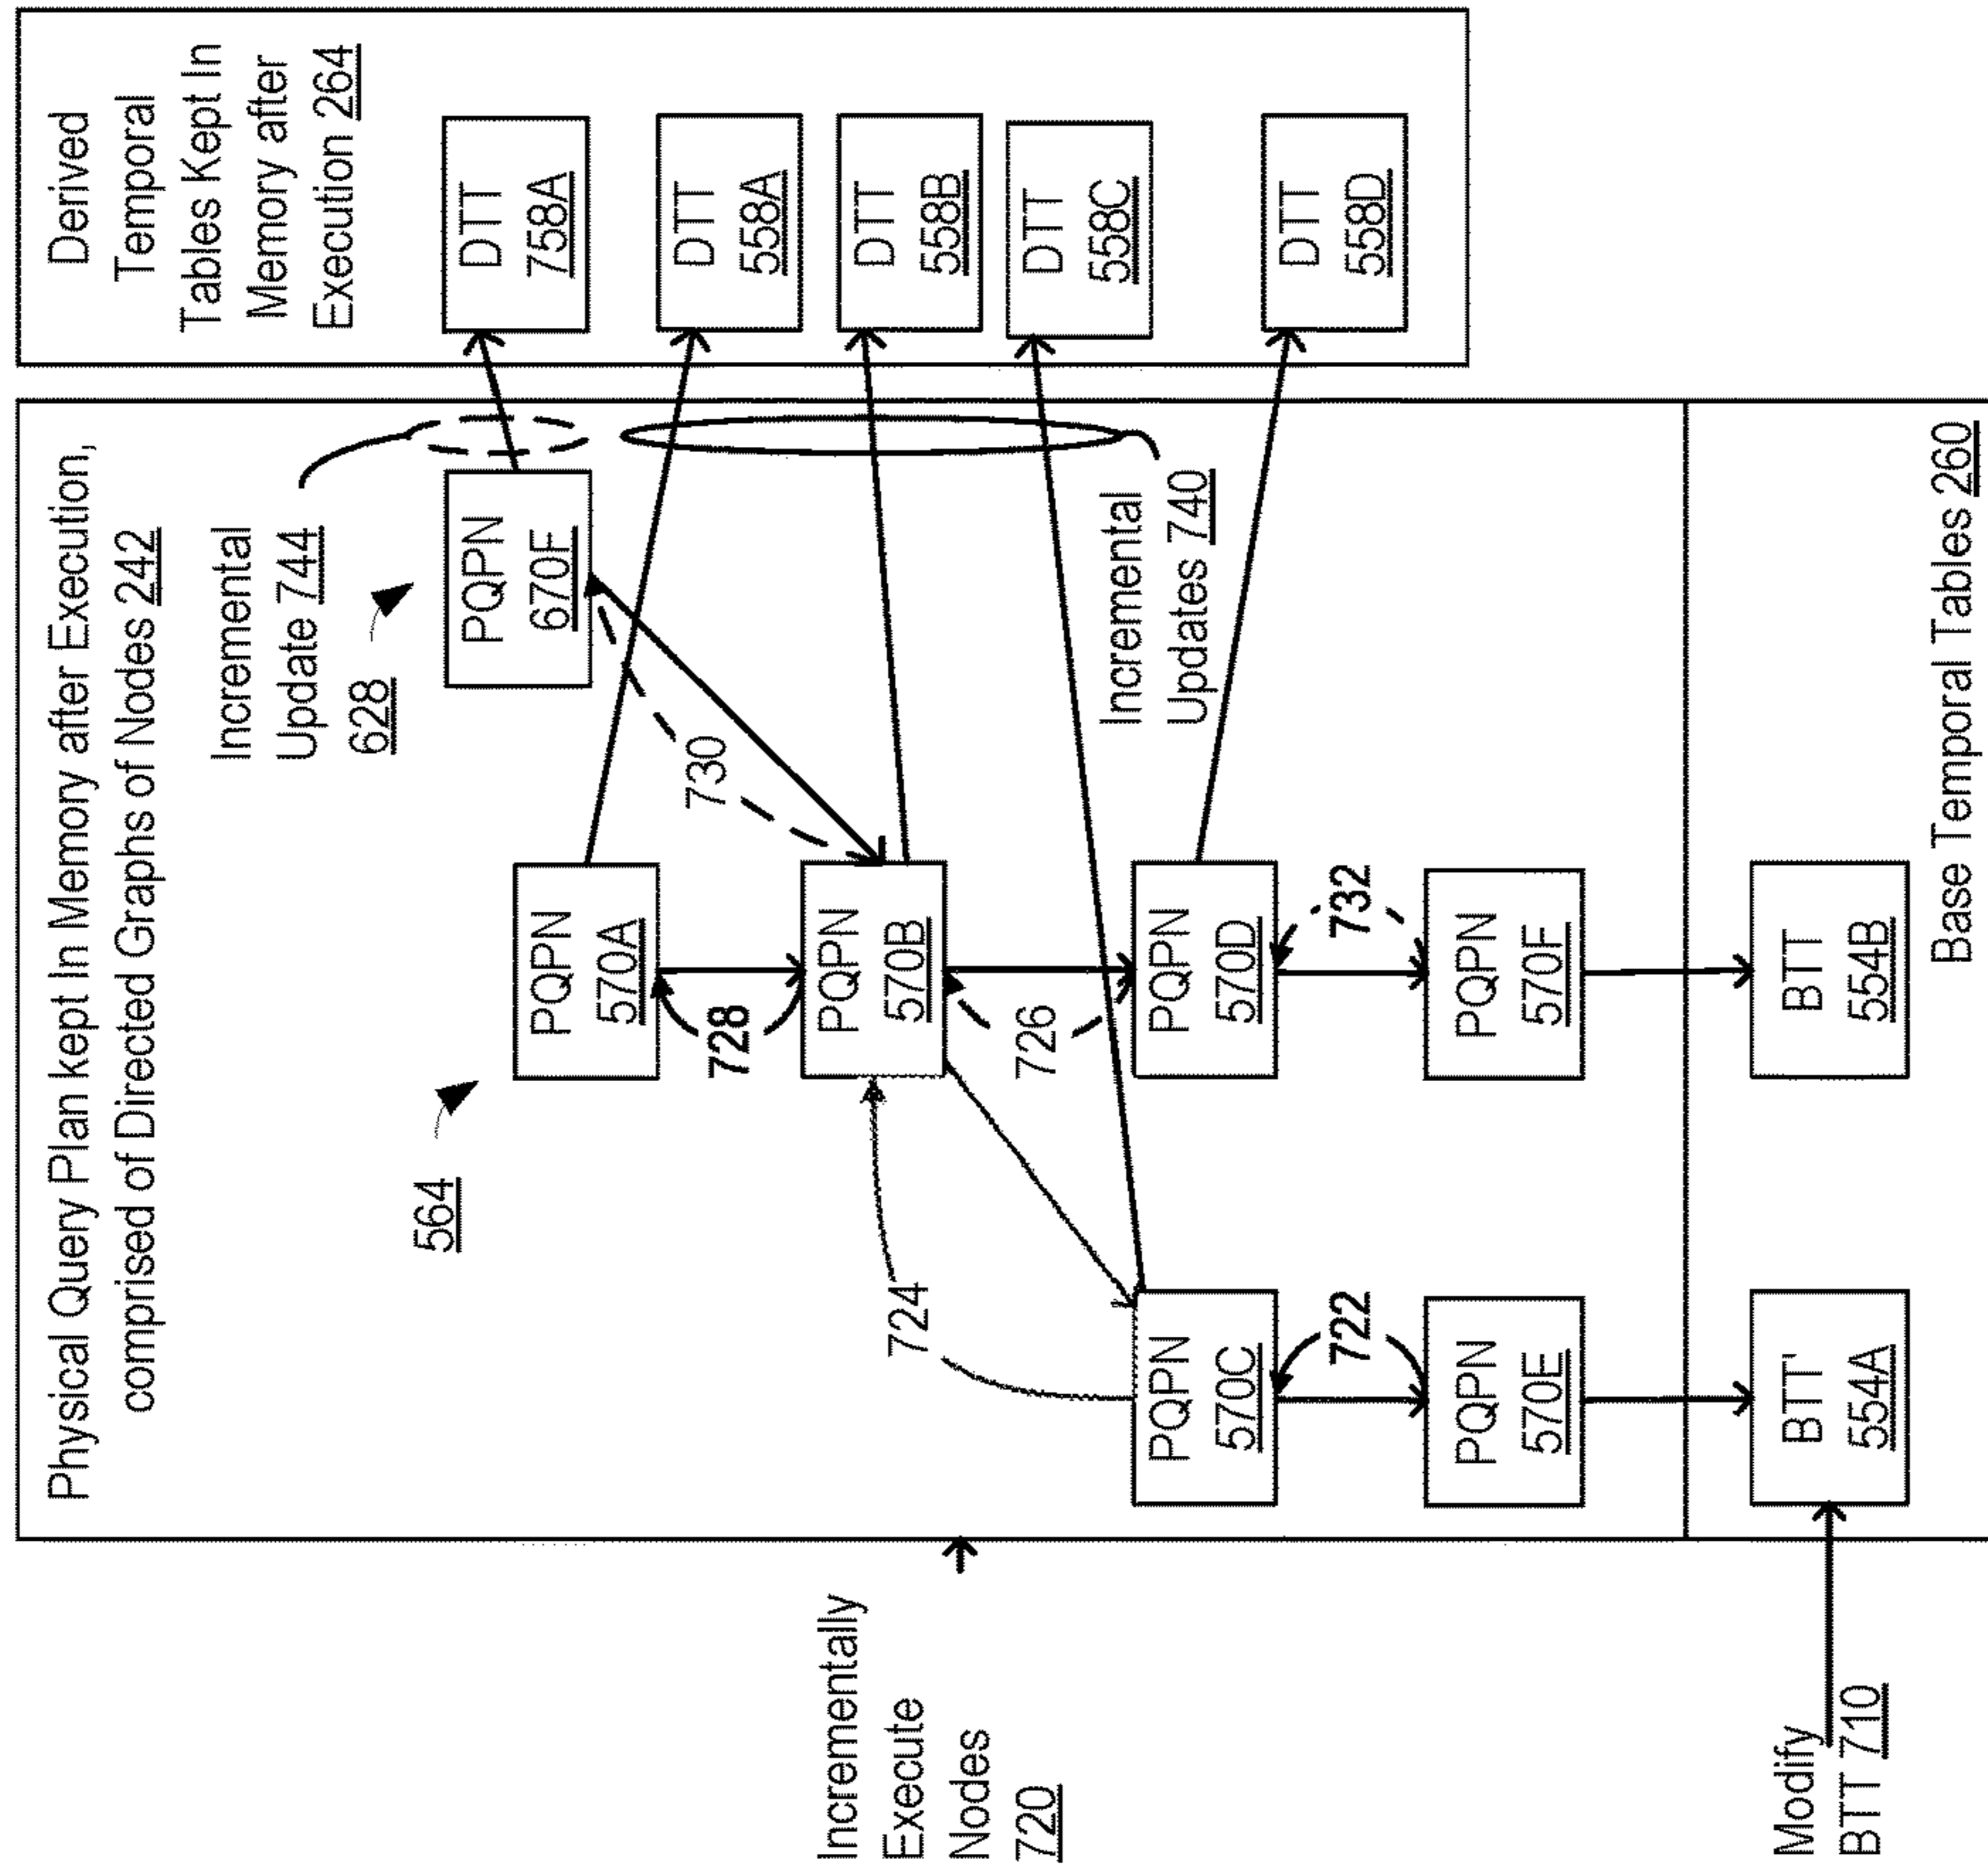 Physical Query Plan kept In Memory after Execution,
comprised of Directed Graphs of Nodes 242
Incremental
Update 744
628
564
PQPN
670F
PQPN
570A
728
730
PQPN
570B
724
726
Incremental
Updates 740
PQPN
570C
PQPN
570D
722
732
PQPN
570E
PQPN
570F
BTT'
554A
BTT
554B
Base Temporal Tables 260
Derived
Temporal
Tables Kept In
Memory after
Execution 264
DTT
758A
DTT
558A
DTT
558B
DTT
558C
DTT
558D
Incrementally
Execute
Nodes
720
Modify
BTT 710